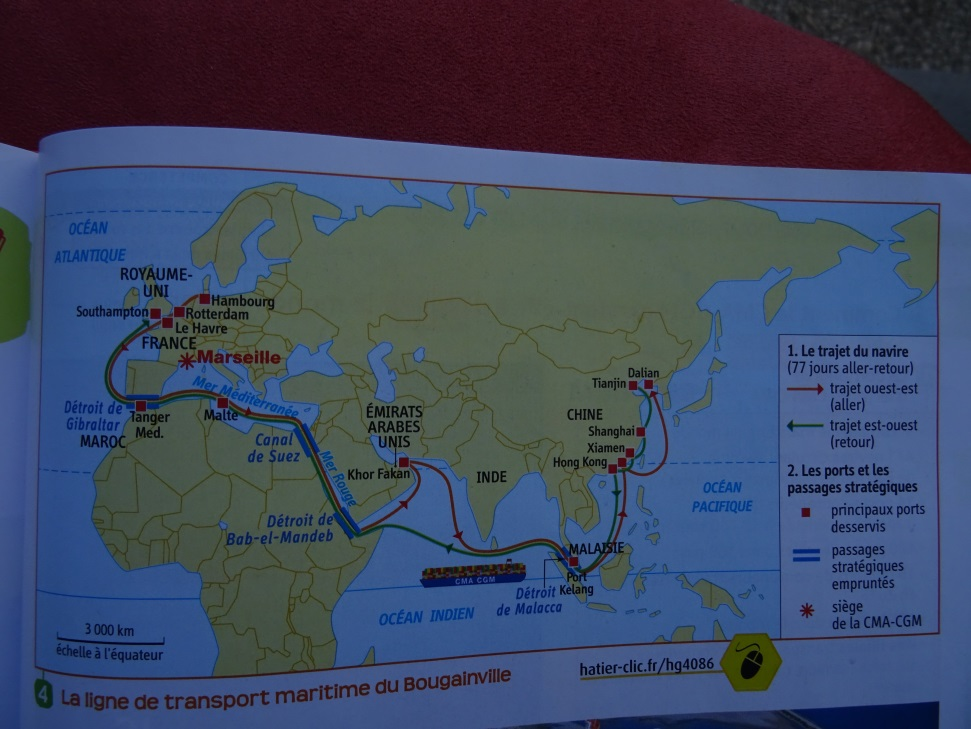 OCÉAN
ATLANTIQUE
ROYAUME-
UNI
Southampton
Hambourg
Rotterdam
Le Havre
FRANCE
Marseille
Mer Méditerranée
Détroit de
Gibraltar
Tanger
Med.
MAROC
Malte
Canal
de Suez
Mer Rouge
ÉMIRATS
ARABES
UNIS
Khor Fakan
Détroit de
Bab-el-Mandeb
INDE
CHINE
Dalian
Tianjin
Shanghai
Xiamen
Hong Kong
OCÉAN
PACIFIQUE
MALAISIE
Port
Kelang
Détroit
de Malacca
CMA CGM
OCÉAN INDIEN
3 000 km
échelle à l'équateur
1. Le trajet du navire
(77 jours aller-retour)
trajet ouest-est
(aller)
trajet est-ouest
(retour)
2. Les ports et les
passages stratégiques
principaux ports
desservis
passages
stratégiques
empruntés
siège
de la CMA-CGM
4 La ligne de transport maritime du Bougainville
hatier-clic.fr/hg4086